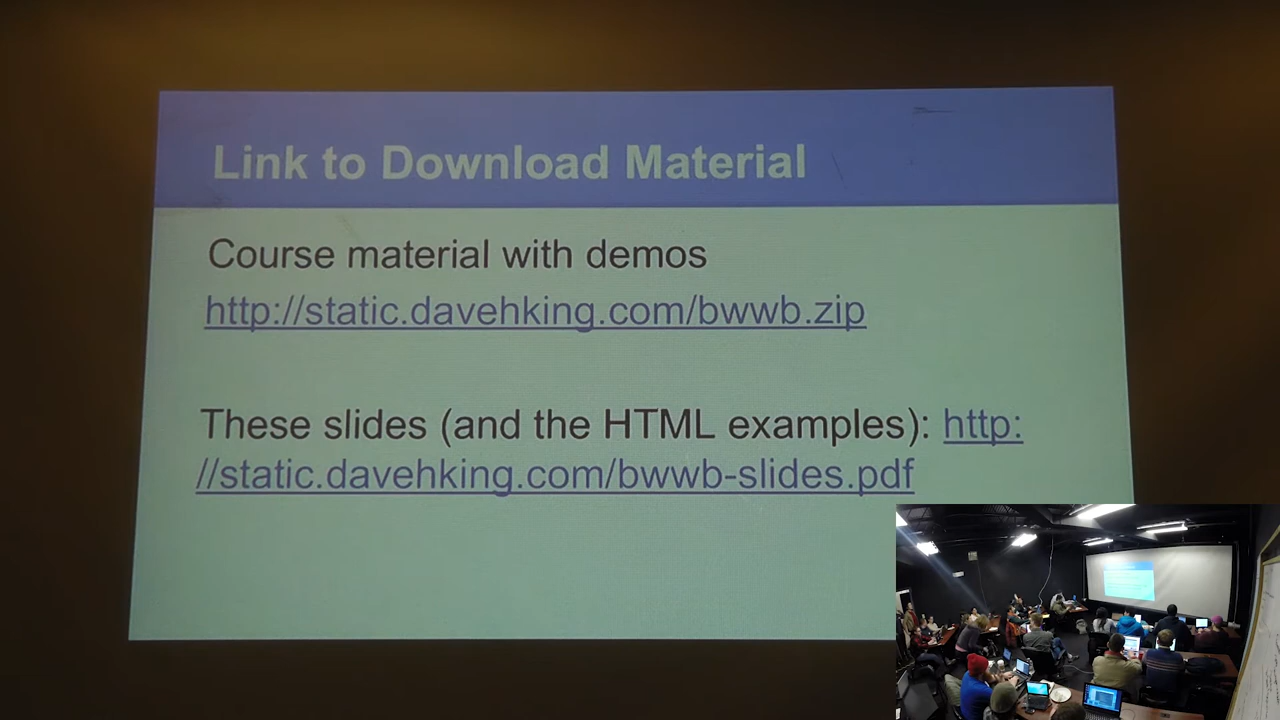 Link to Download Material
Course material with demos
http://static.davehking.com/bwwb.zip
These slides (and the HTML examples): http:
//static.davehking.com/bwwb-slides.pdf